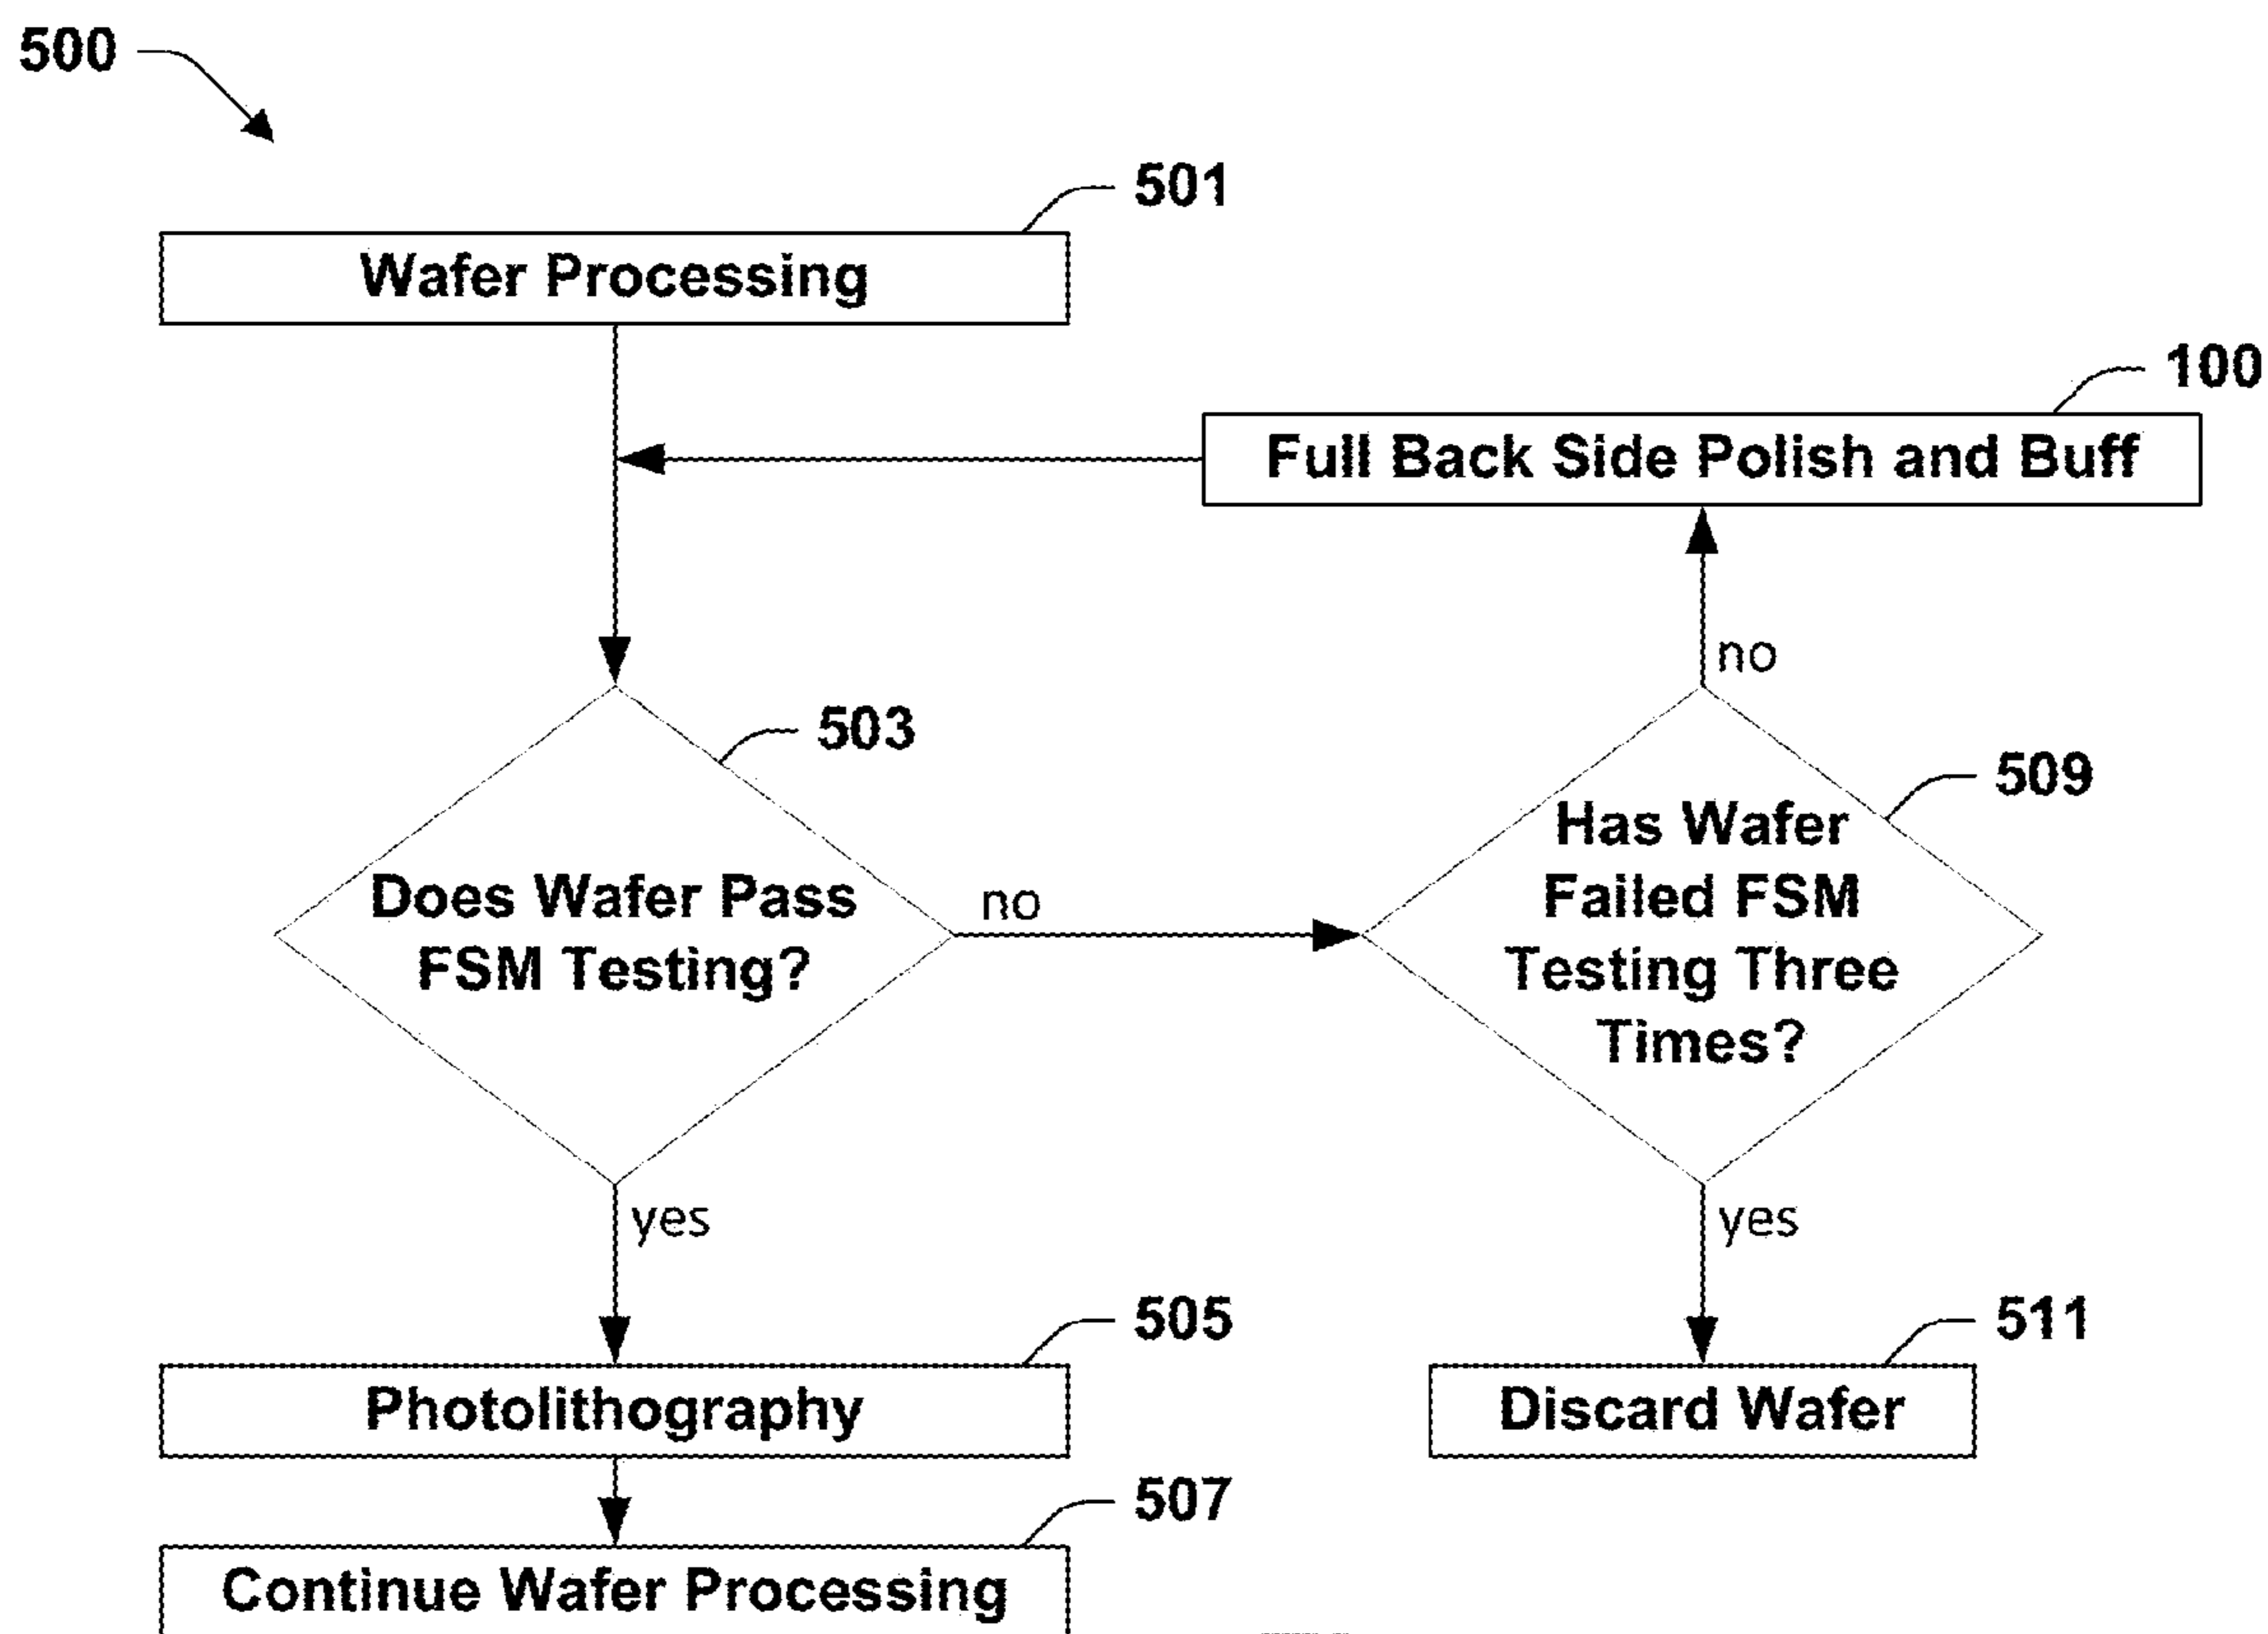 500
501
Wafer Processing
100
Full Back Side Polish and Buff
no
503
509
Does Wafer Pass
FSM Testing?
no
Has Wafer
Failed FSM
Testing Three
Times?
yes
yes
505
511
Photolithography
Discard Wafer
507
Continue Wafer Processing